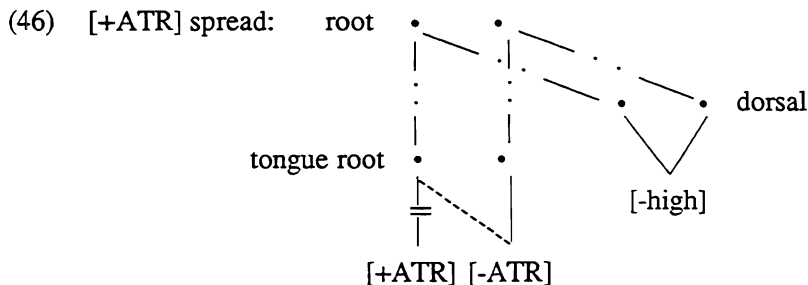 (46) [+ATR] spread: root
dorsal
tongue root
[-high]
[+ATR] [-ATR]